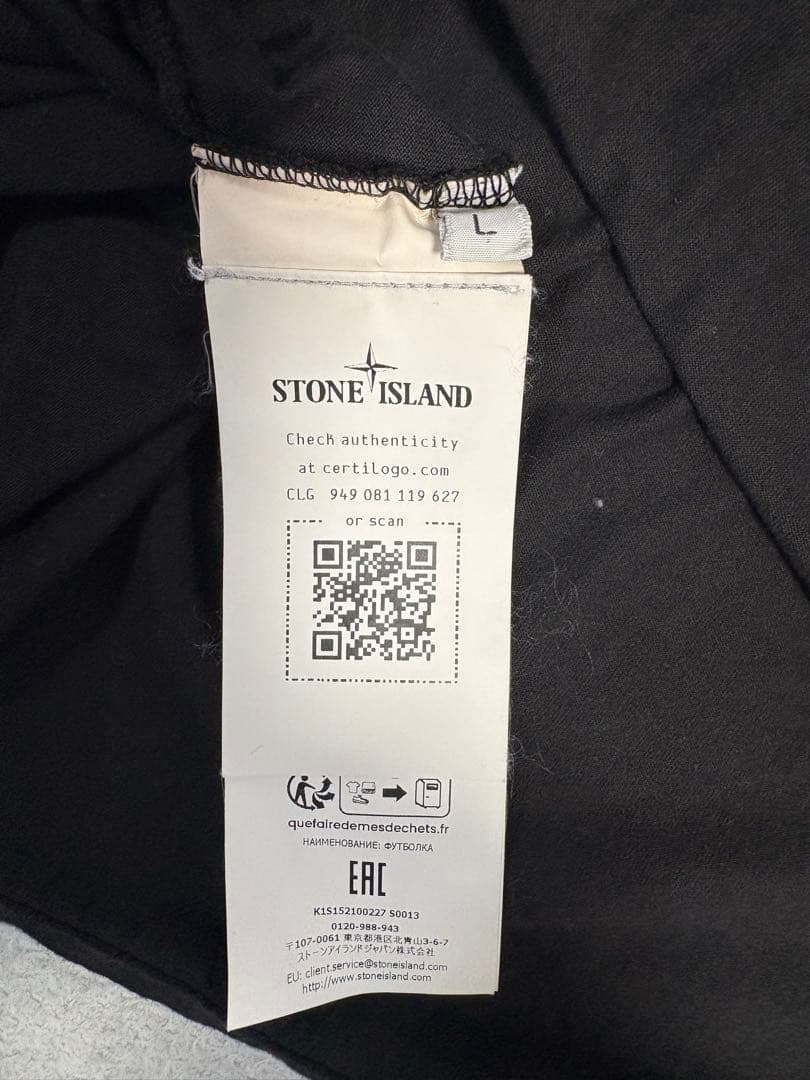 L
STONE ISLAND
Check authenticity
at certilogo.com
CLG 949 081 119 627
or scan
quefairedemesdechets.fr
НАИМЕНОВАНИЕ: ФУТБОЛКА
EAC
K1S152100227 S0013
0120-988-943
〒107-0061 東京都港区北青山3-6-7
ストーンアイランドジャパン株式会社
EU: client.service@stoneisland.com
http://www.stoneisland.com